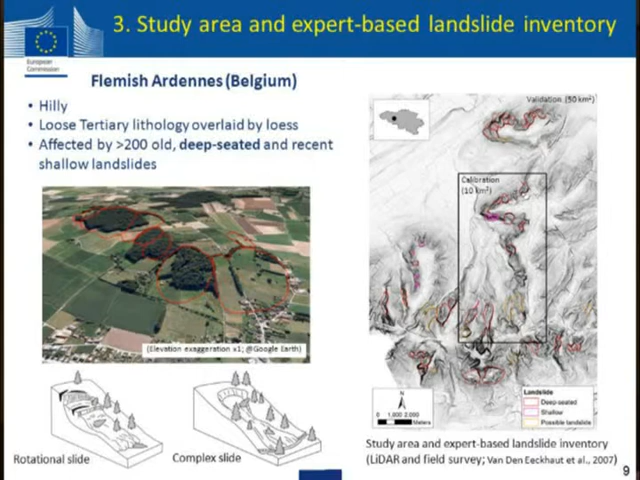 3. Study area and expert-based landslide inventory
European
Commission
Flemish Ardennes (Belgium)
• Hilly
• Loose Tertiary lithology overlaid by loess
• Affected by >200 old, deep-seated and recent
shallow landslides
(Elevation exaggeration x1; @Google Earth)
Rotational slide
Complex slide
Validation (50 km²)
Calibration
(10 km²)
N
0 1,000 2,000
Meters
Landslide
Deep-seated
Shallow
Possible landslide
Study area and expert-based landslide inventory
(LiDAR and field survey; Van Den Eeckhaut et al., 2007)
9